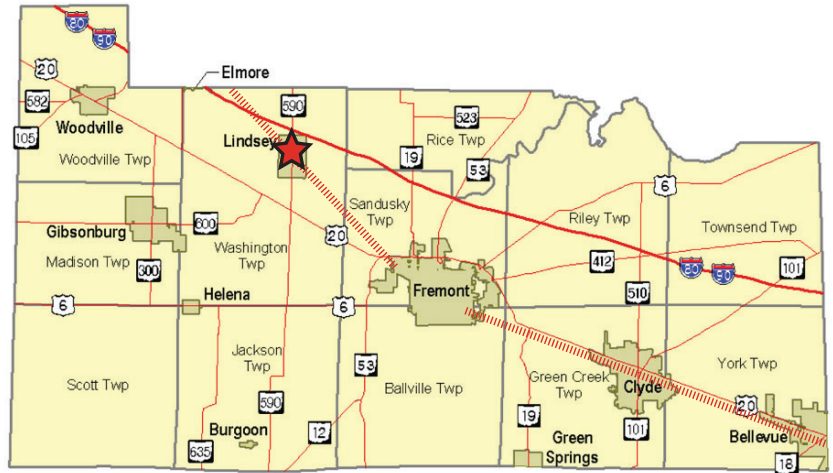 80
90
20
582
105
Woodville
Woodville Twp
Elmore
590
Lindsey
523
19
Rice Twp
53
6
Gibsonburg
Madison Twp
600
300
Washington
Twp
20
Sandusky
Twp
Riley Twp
Townsend Twp
412
80
90
101
510
Fremont
Helena
6
6
Scott Twp
Jackson
Twp
590
53
Ballville Twp
Green Creek
Twp
Clyde
York Twp
20
Bellevue
18
Burgoon
635
12
19
101
Green
Springs